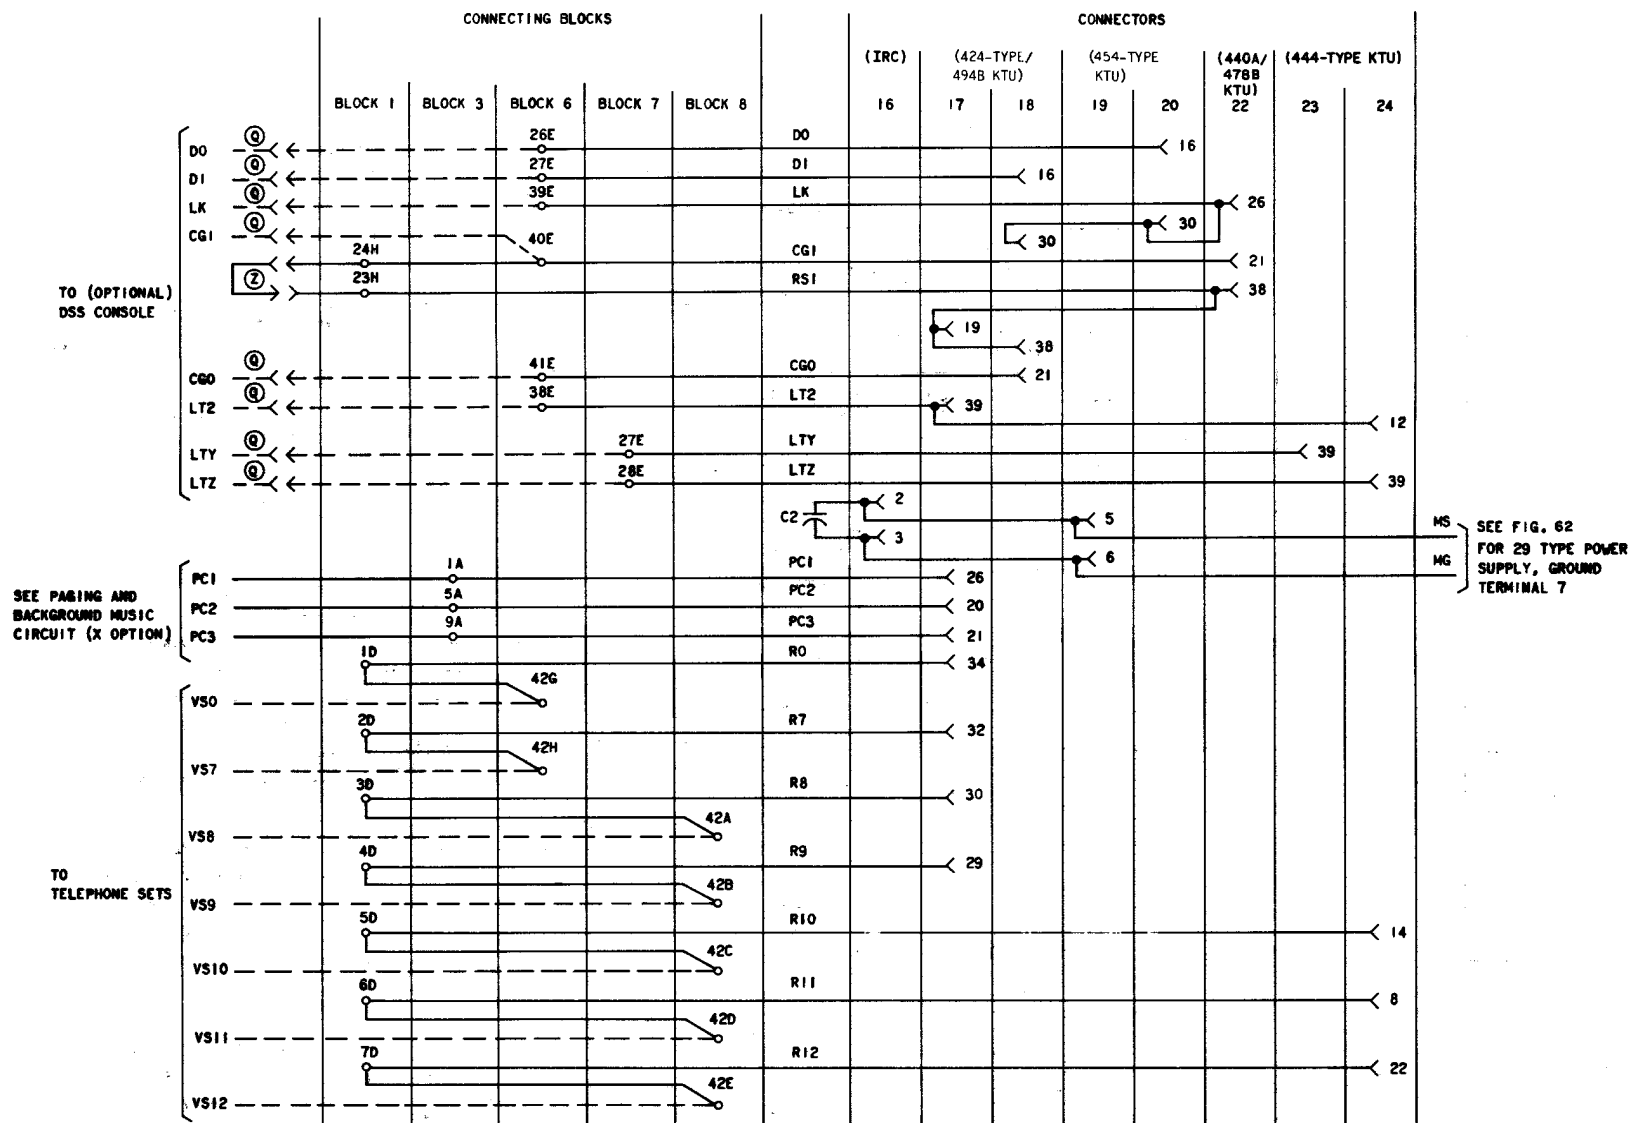 CONNECTING BLOCKS
CONNECTORS
(IRC)
(424-TYPE/
494B KTU)
(454-TYPE
KTU)
(440A/
478B
KTU)
(444-TYPE KTU)
BLOCK 1 BLOCK 3 BLOCK 6 BLOCK 7 BLOCK 8 16 17 18 19 20 22 23 24
TO (OPTIONAL)
DSS CONSOLE
DO Q 26E DO 16
DI Q 27E DI 16
LK Q 39E LK 26
30
30
CGI Q 40E
24H CGI 21
Z 23H RSI 38
19
38
CGO Q 41E CGO 21
LT2 Q 38E LT2 39
12
LTY Q 27E LTY 39
LTZ Q 28E LTZ 39
C2 2
5 MS
3
6 MG
SEE FIG. 62
FOR 29 TYPE POWER
SUPPLY, GROUND
TERMINAL 7
SEE PAGING AND
BACKGROUND MUSIC
CIRCUIT (X OPTION)
PC1 1A PC1 26
PC2 5A PC2 20
PC3 9A PC3 21
1D R0 34
TO
TELEPHONE SETS
VS0 42G
2D R7 32
VS7 42H
3D R8 30
VS8 42A
4D R9 29
VS9 42B
5D R10 14
VS10 42C
6D R11 8
VS11 42D
7D R12 22
VS12 42E